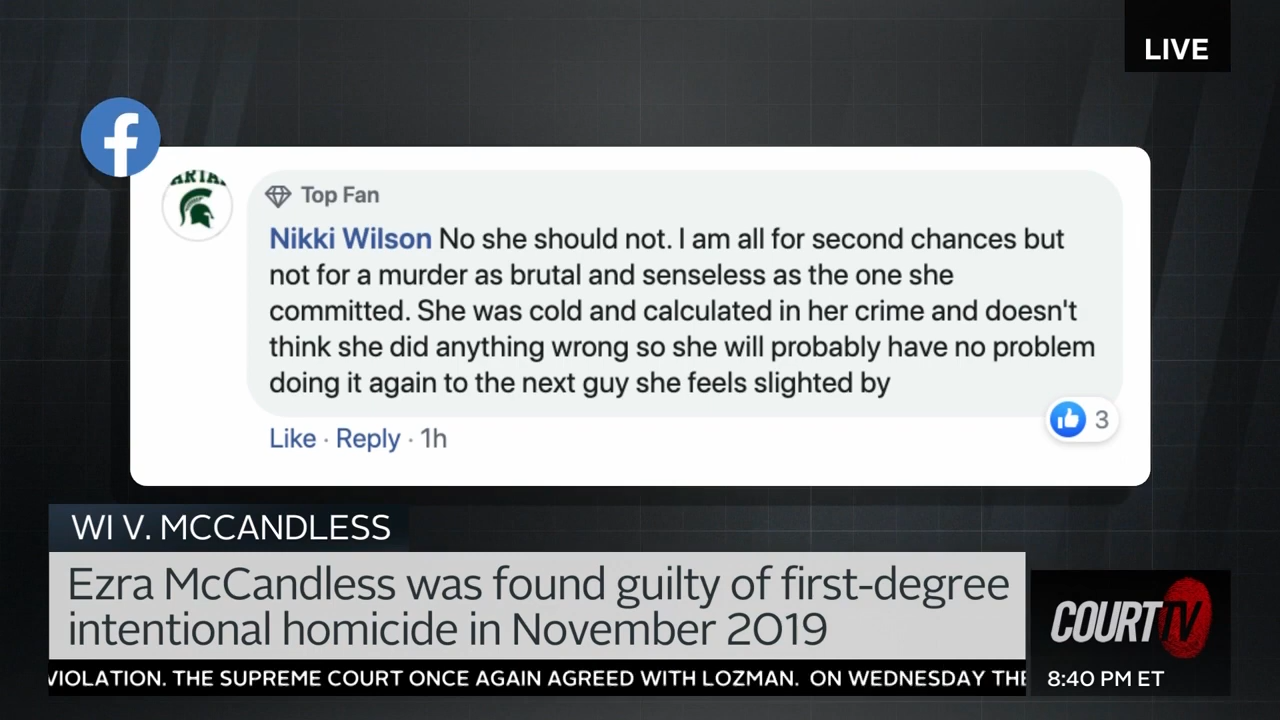 LIVE
Top Fan
Nikki Wilson No she should not. I am all for second chances but
not for a murder as brutal and senseless as the one she
committed. She was cold and calculated in her crime and doesn't
think she did anything wrong so she will probably have no problem
doing it again to the next guy she feels slighted by
Like · Reply · 1h
3
WI V. MCCANDLESS
Ezra McCandless was found guilty of first-degree
intentional homicide in November 2019
COURT TV
VIOLATION. THE SUPREME COURT ONCE AGAIN AGREED WITH LOZMAN. ON WEDNESDAY THE
8:40 PM ET